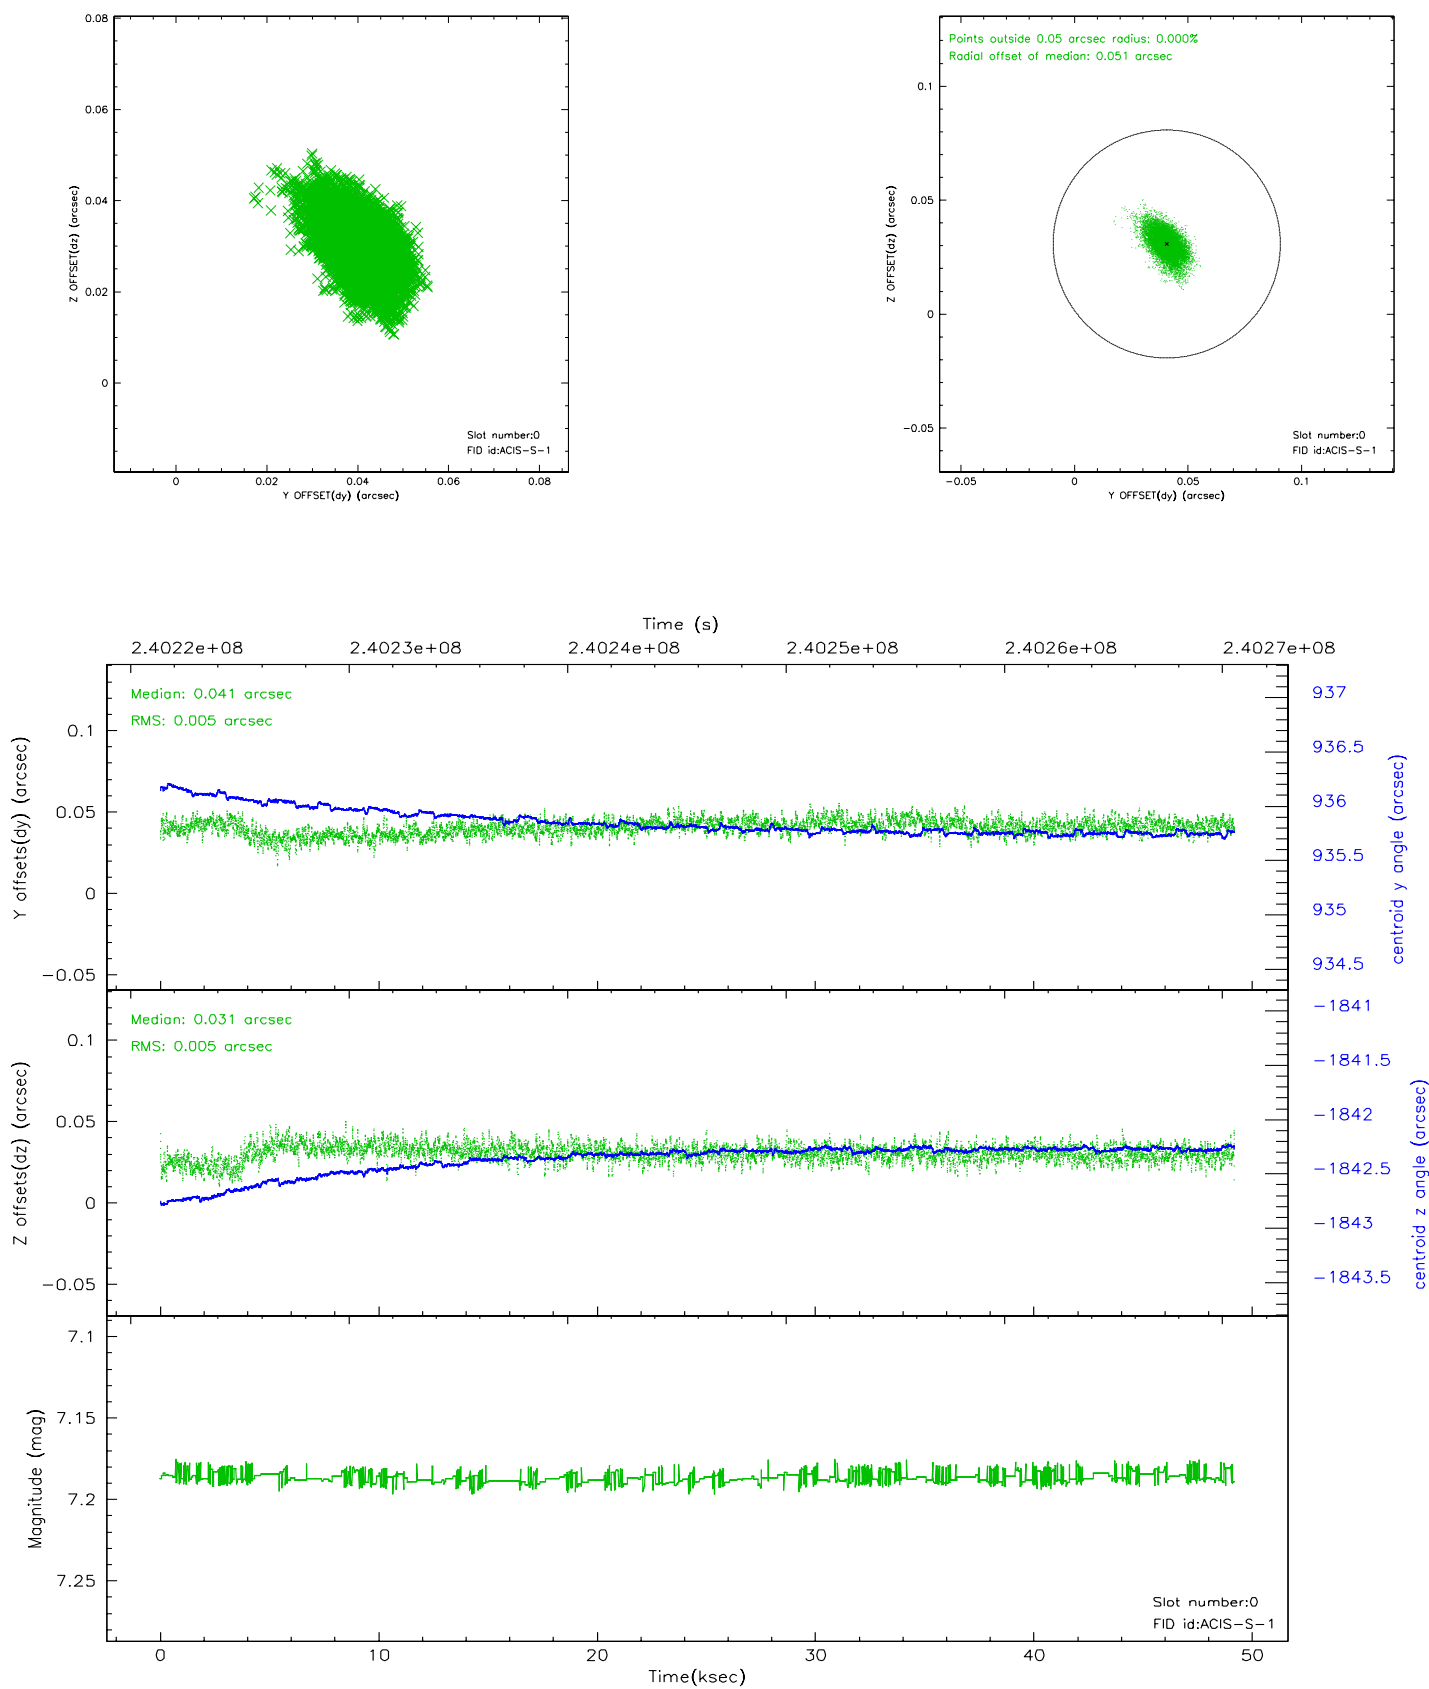 0.08
0.06
0.04
0.02
0
Z OFFSET(dz) (arcsec)
Slot number:0
FID id:ACIS-S-1
0 0.02 0.04 0.06 0.08
Y OFFSET(dy) (arcsec)
Points outside 0.05 arcsec radius: 0.000%
Radial offset of median: 0.051 arcsec
0.1
0.05
0
-0.05
Z OFFSET(dz) (arcsec)
Slot number:0
FID id:ACIS-S-1
-0.05 0 0.05 0.1
Y OFFSET(dy) (arcsec)
Time (s)
2.4022e+08 2.4023e+08 2.4024e+08 2.4025e+08 2.4026e+08 2.4027e+08
Median: 0.041 arcsec
RMS: 0.005 arcsec
0.1
0.05
0
-0.05
Y offsets(dy) (arcsec)
937
936.5
936
935.5
935
934.5
centroid y angle (arcsec)
Median: 0.031 arcsec
RMS: 0.005 arcsec
0.1
0.05
0
-0.05
Z offsets(dz) (arcsec)
-1841
-1841.5
-1842
-1842.5
-1843
-1843.5
centroid z angle (arcsec)
7.1
7.15
7.2
7.25
Magnitude (mag)
Slot number:0
FID id:ACIS-S-1
0 10 20 30 40 50
Time(ksec)